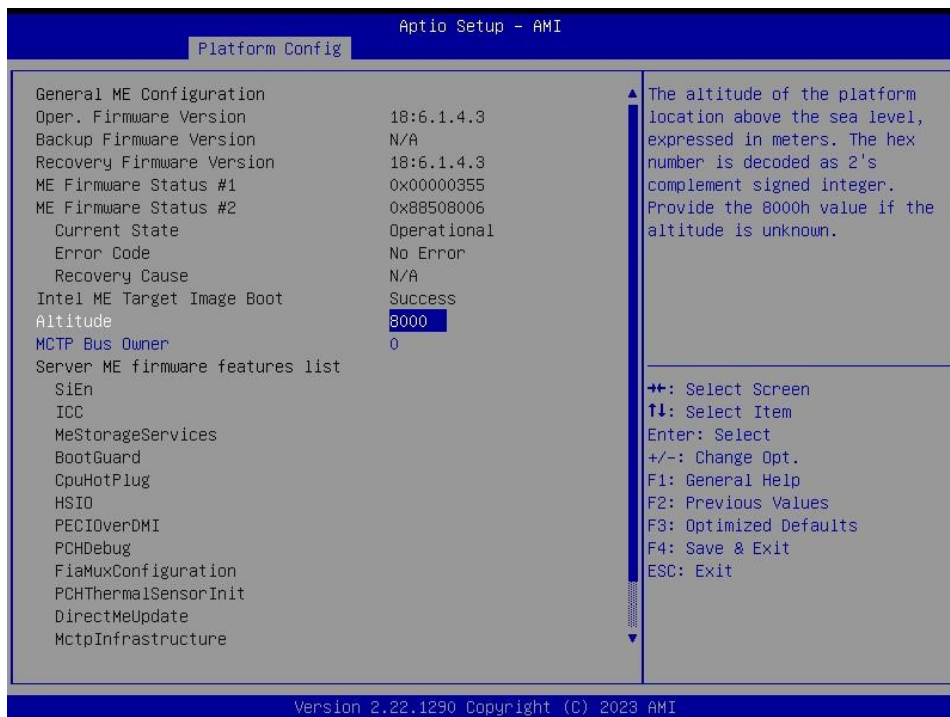 Aptio Setup - AMI
Platform Config
General ME Configuration
Oper. Firmware Version 18:6.1.4.3
Backup Firmware Version N/A
Recovery Firmware Version 18:6.1.4.3
ME Firmware Status #1 0x00000355
ME Firmware Status #2 0x88508006
Current State Operational
Error Code No Error
Recovery Cause N/A
Intel ME Target Image Boot Success
Altitude 8000
MCTP Bus Owner 0
Server ME firmware features list
SiEn
ICC
MeStorageServices
BootGuard
CpuHotPlug
HSIO
PECIOverDMI
PCHDebug
FiaMuxConfiguration
PCHThermalSensorInit
DirectMeUpdate
MctpInfrastructure
The altitude of the platform
location above the sea level,
expressed in meters. The hex
number is decoded as 2's
complement signed integer.
Provide the 8000h value if the
altitude is unknown.
→←: Select Screen
↑↓: Select Item
Enter: Select
+/-: Change Opt.
F1: General Help
F2: Previous Values
F3: Optimized Defaults
F4: Save & Exit
ESC: Exit
Version 2.22.1290 Copyright (C) 2023 AMI